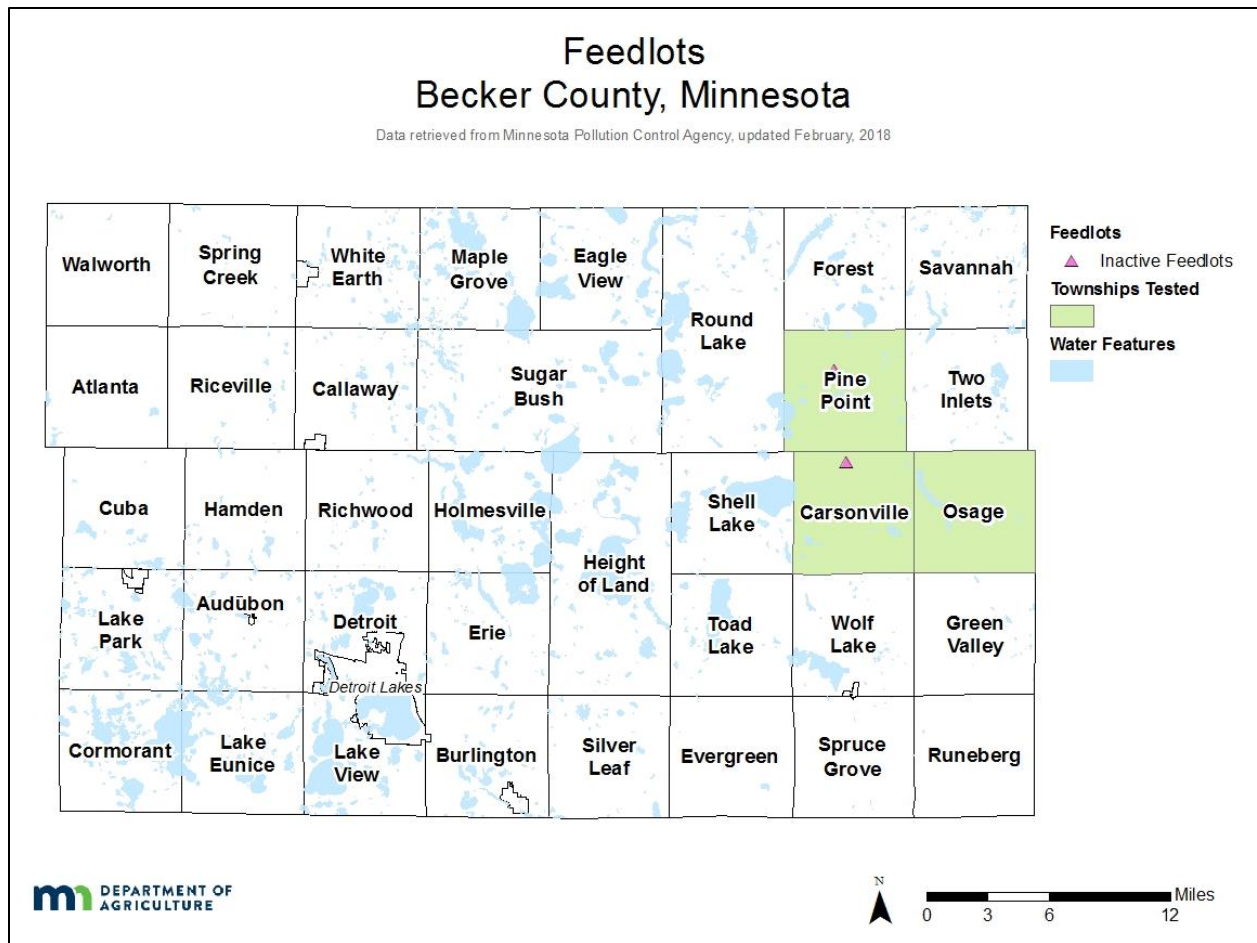 Feedlots
Becker County, Minnesota
Data retrieved from Minnesota Pollution Control Agency, updated February, 2018
Walworth
Spring
Creek
White
Earth
Maple
Grove
Eagle
View
Round
Lake
Forest
Savannah
Atlanta
Riceville
Callaway
Sugar
Bush
Pine
Point
Two
Inlets
Cuba
Hamden
Richwood
Holmesville
Height
of Land
Shell
Lake
Carsonville
Osage
Lake
Park
Audubon
Detroit
Erie
Toad
Lake
Wolf
Lake
Green
Valley
Detroit Lakes
Cormorant
Lake
Eunice
Lake
View
Burlington
Silver
Leaf
Evergreen
Spruce
Grove
Runeberg
Feedlots
Inactive Feedlots
Townships Tested
Water Features
mn DEPARTMENT OF
AGRICULTURE
N
Miles
0 3 6 12